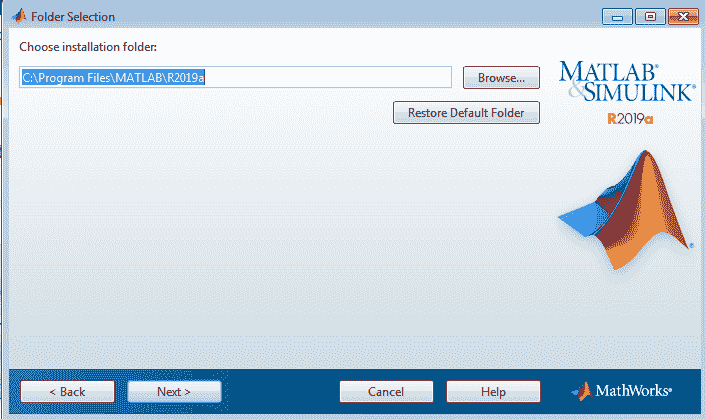 Folder Selection
Choose installation folder:
C:\Program Files\MATLAB\R2019a
Browse...
Restore Default Folder
MATLAB®
&SIMULINK®
R2019a
®
< Back
Next >
Cancel
Help
MathWorks®